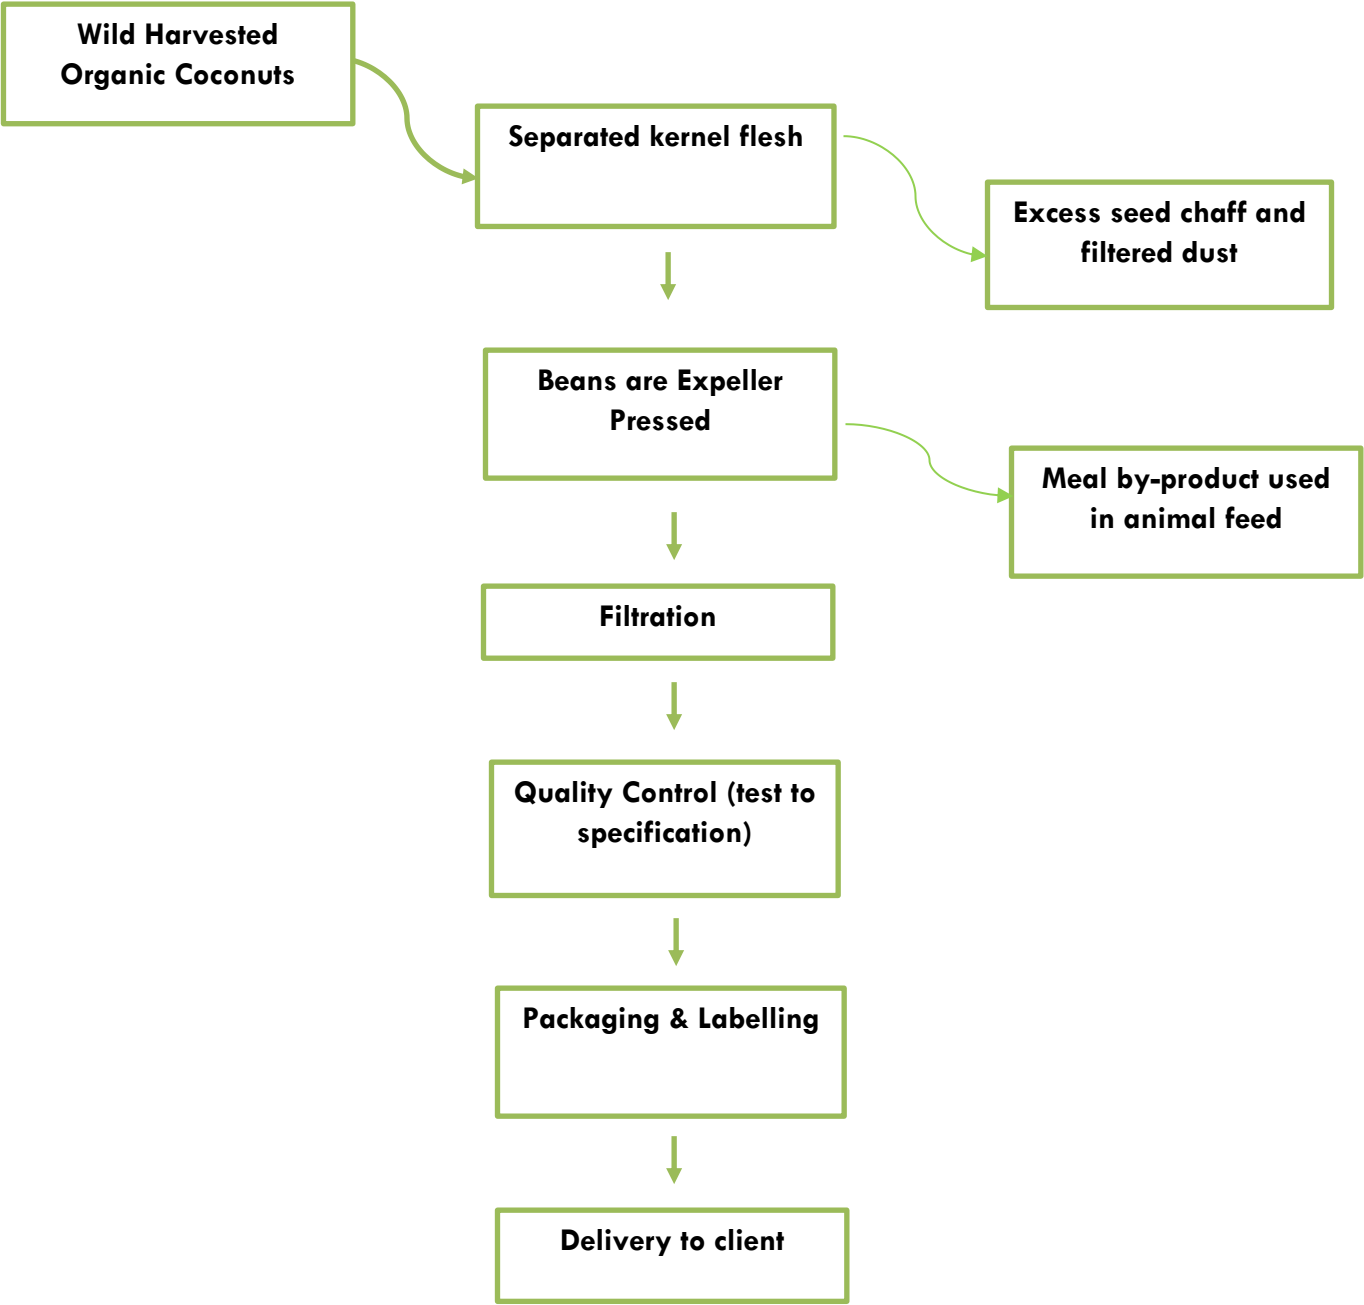 Wild Harvested
Organic Coconuts
Separated kernel flesh
Excess seed chaff and
filtered dust
Beans are Expeller
Pressed
Meal by-product used
in animal feed
Filtration
Quality Control (test to
specification)
Packaging & Labelling
Delivery to client